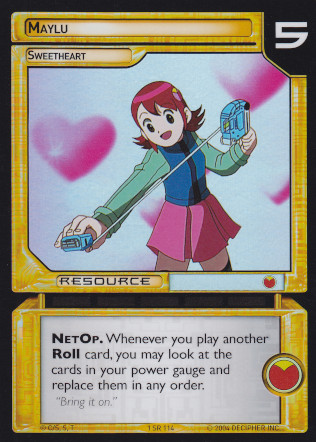 MAYLU
5
SWEETHEART
RESOURCE
NETOP. Whenever you play another
Roll card, you may look at the
cards in your power gauge and
replace them in any order.
"Bring it on."
© O/S, S, T
1 SR 114
© 2004 DECIPHER INC.